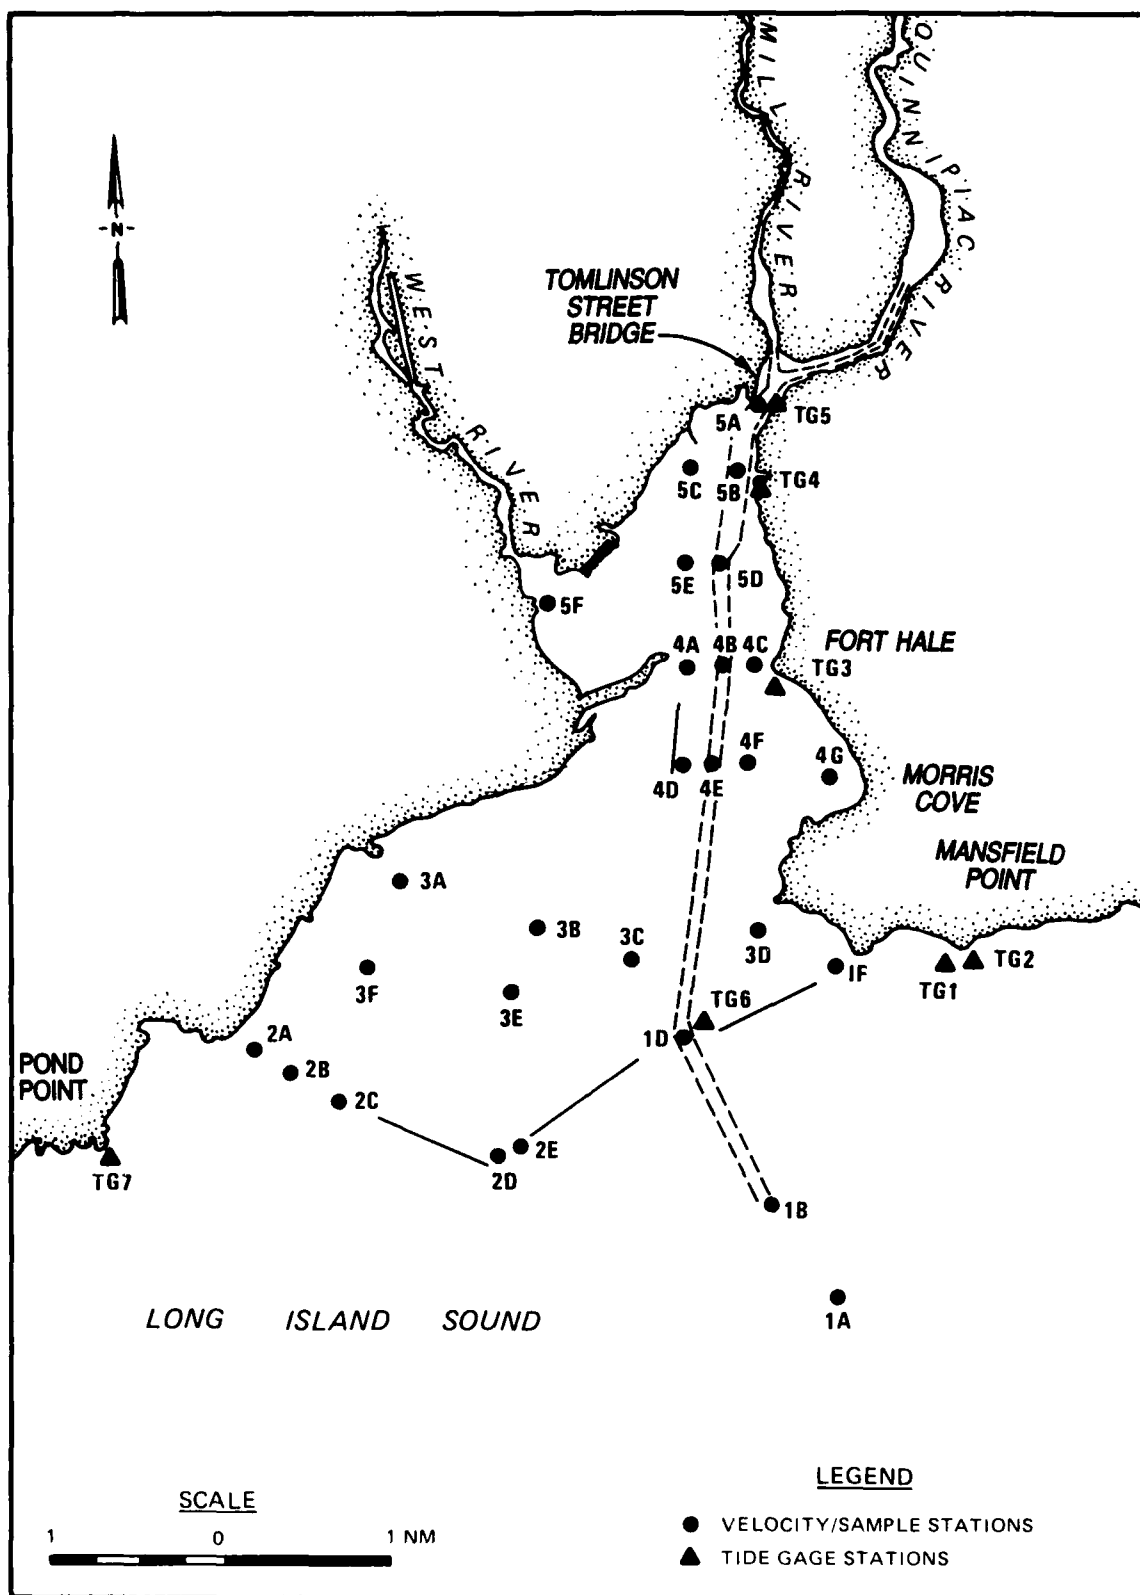 MILL RIVER
QUINNIPIAC RIVER
-N-
WEST RIVER
TOMLINSON
STREET
BRIDGE
5A
TG5
5C
5B
TG4
5E
5D
5F
4A
4B
4C
FORT HALE
TG3
4D
4E
4F
4G
MORRIS
COVE
MANSFIELD
POINT
3A
3B
3C
3D
1F
TG1
TG2
3F
3E
TG6
2A
1D
POND
POINT
2B
2C
2E
2D
TG7
1B
1A
LONG ISLAND SOUND
SCALE
1 0 1 NM
LEGEND
VELOCITY/SAMPLE STATIONS
TIDE GAGE STATIONS